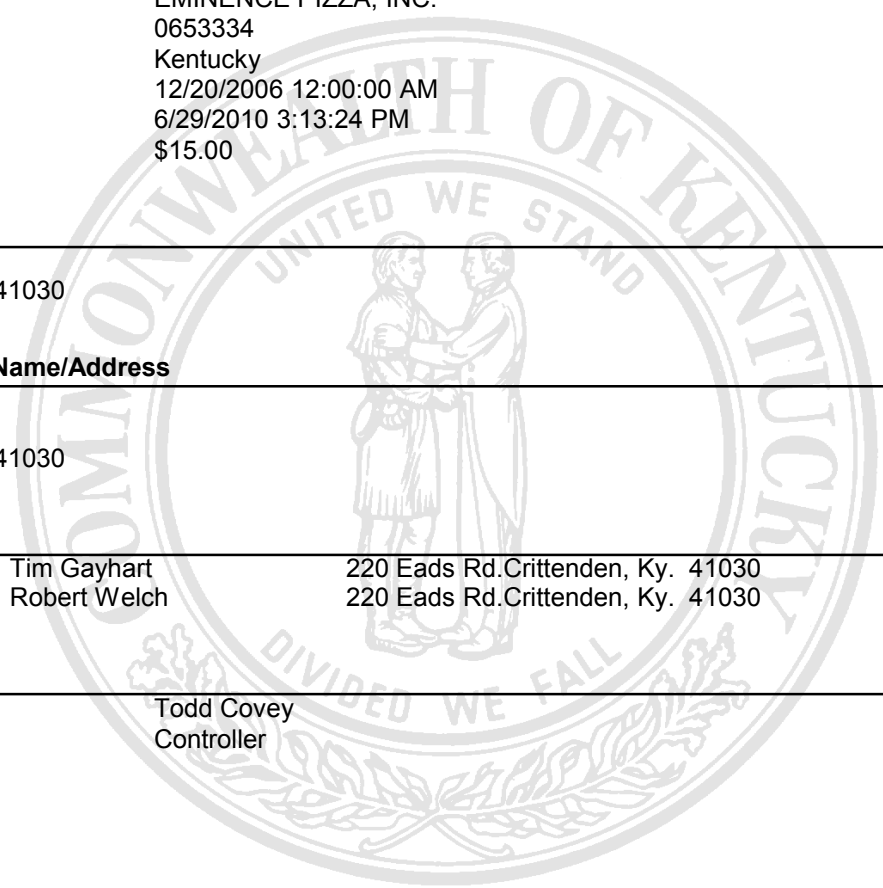 EMINENCE PIZZA, INC.
0653334
Kentucky
12/20/2006 12:00:00 AM
6/29/2010 3:13:24 PM
$15.00
41030
Name/Address
41030
Tim Gayhart 220 Eads Rd.Crittenden, Ky. 41030
Robert Welch 220 Eads Rd.Crittenden, Ky. 41030
Todd Covey
Controller
COMMONWEALTH OF KENTUCKY
UNITED WE STAND
DIVIDED WE FALL